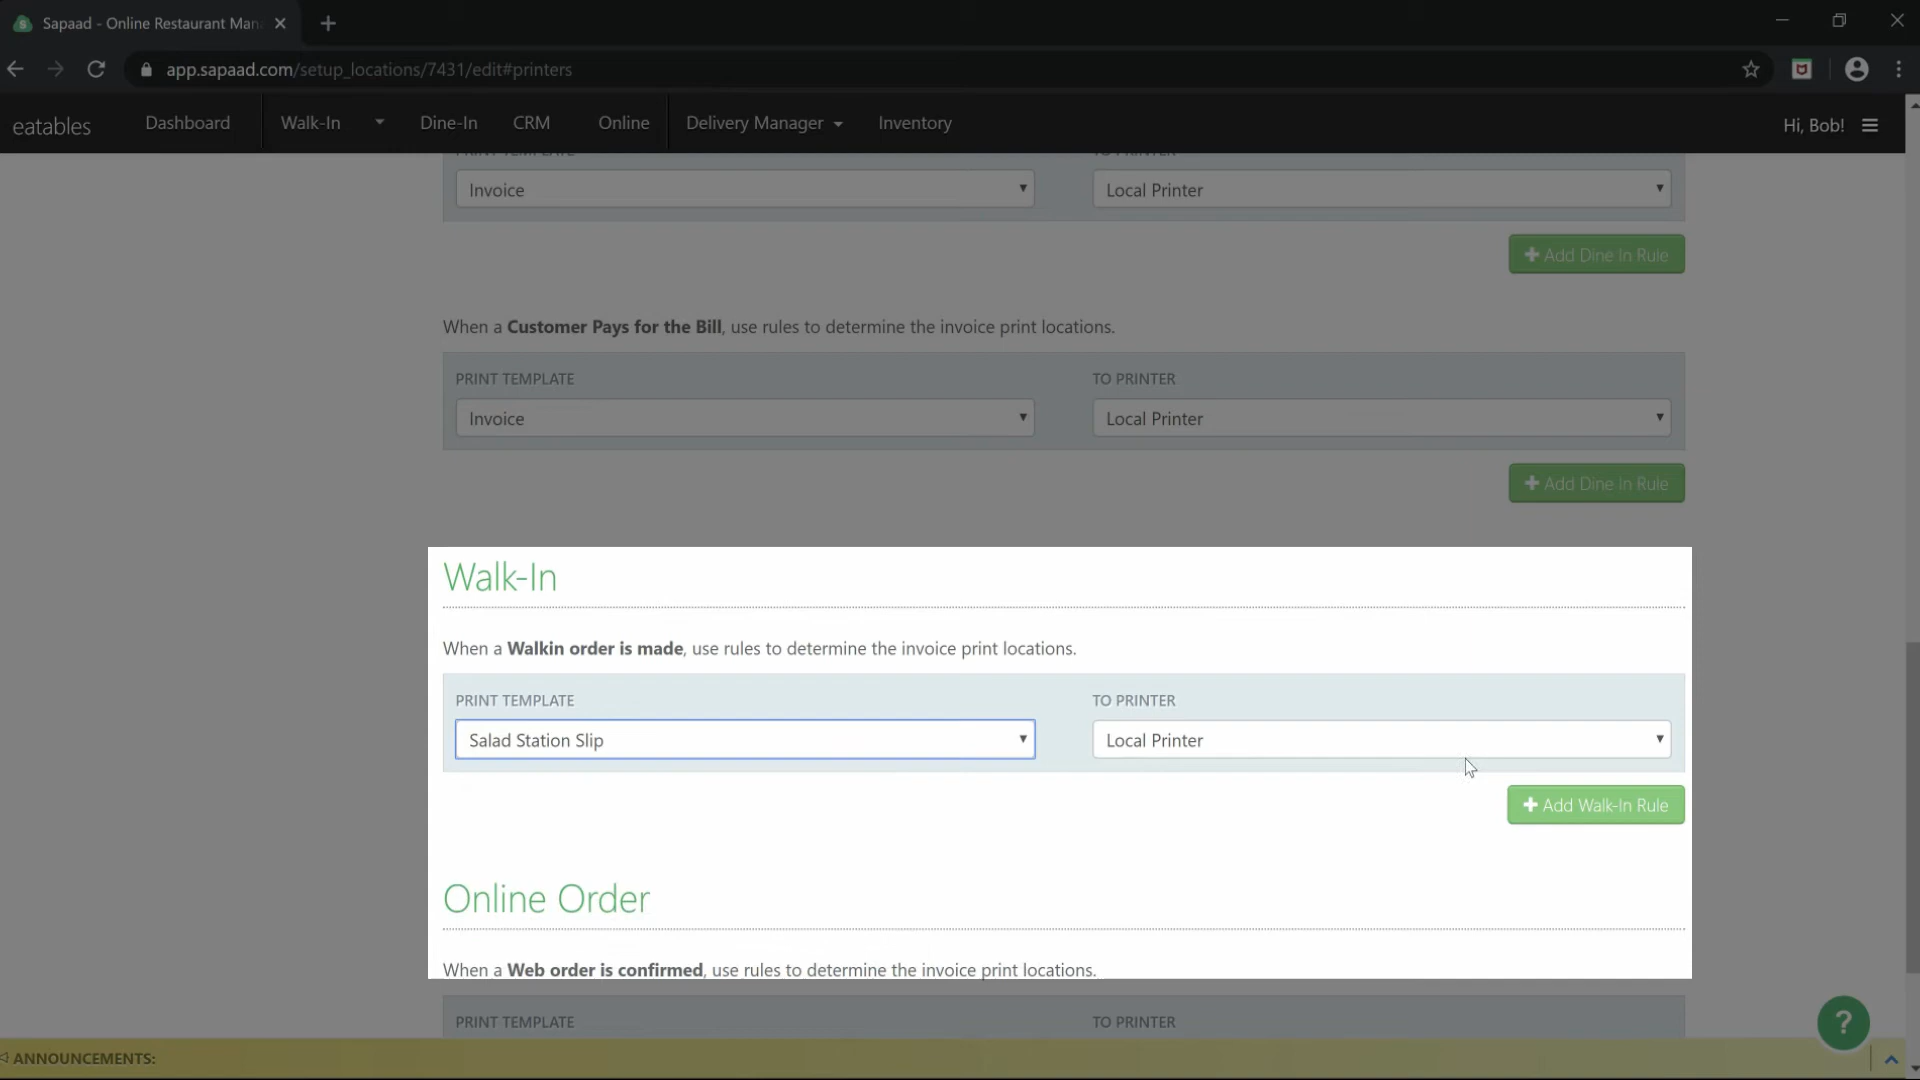 Sapaad - Online Restaurant Man
app.sapaad.com/setup_locations/7431/edit#printers
eatables Dashboard Walk-In Dine-In CRM Online Delivery Manager Inventory Hi, Bob!
PRINT TEMPLATE TO PRINTER
Invoice Local Printer
Add Dine In Rule
When a Customer Pays for the Bill, use rules to determine the invoice print locations.
PRINT TEMPLATE TO PRINTER
Invoice Local Printer
Add Dine In Rule
Walk-In
When a Walkin order is made, use rules to determine the invoice print locations.
PRINT TEMPLATE TO PRINTER
Salad Station Slip Local Printer
Add Walk-In Rule
Online Order
When a Web order is confirmed, use rules to determine the invoice print locations.
PRINT TEMPLATE TO PRINTER
?
ANNOUNCEMENTS: